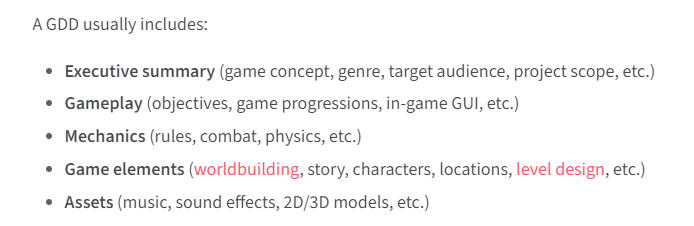 A GDD usually includes:
• Executive summary (game concept, genre, target audience, project scope, etc.)
• Gameplay (objectives, game progressions, in-game GUI, etc.)
• Mechanics (rules, combat, physics, etc.)
• Game elements (worldbuilding, story, characters, locations, level design, etc.)
• Assets (music, sound effects, 2D/3D models, etc.)